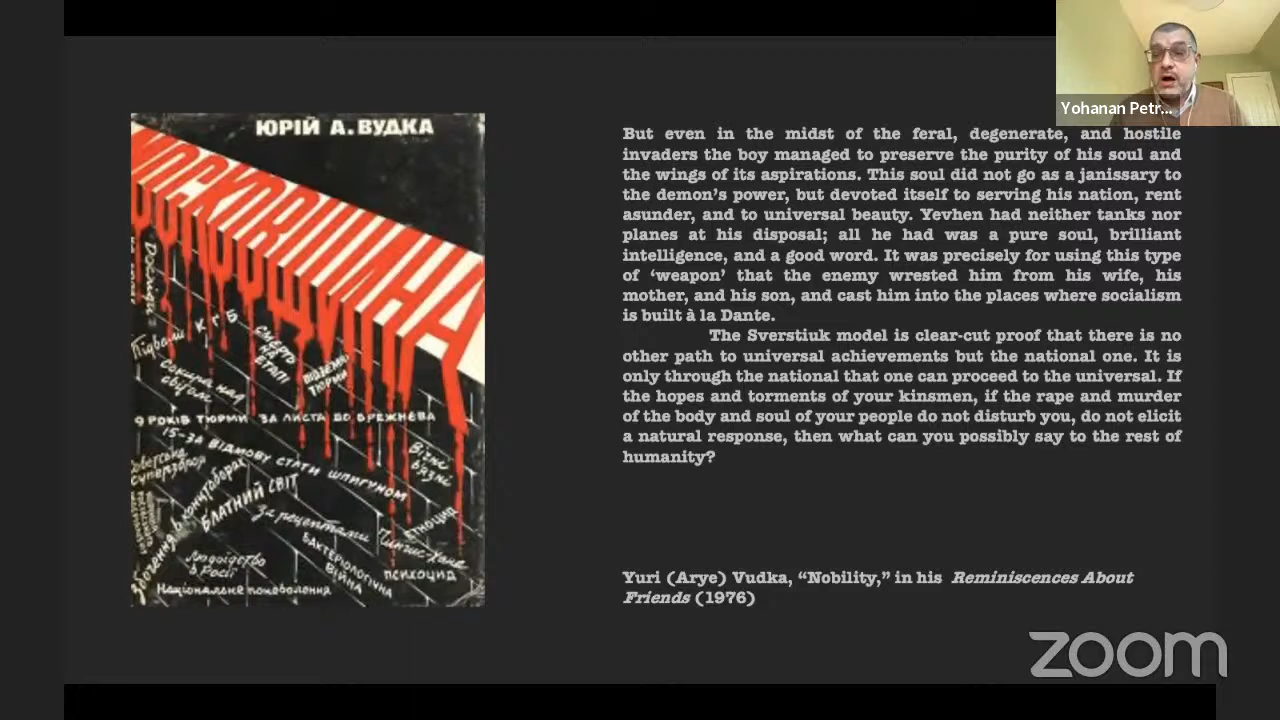 Yohanan Petr...
ЮРІЙ А. ВУДКА
МОСКОВЩИНА
Досліди
Підвали К Г Б
СМЕРТЬ
НА
ЕТАПІ
ПІДЗЕМНІ
ТЮРМИ
Сокира над
9 РОКІВ ТЮРМИ ЗА ЛИСТА ДО БРЕЖНЄВА
15-ЗА ВІДМОВУ СТАТИ ШПИГУНОМ
Вічні
в'язні
в концтаборах
БЛАТНИЙ СВІТ
За рецептами Чингис-Хана
ЕТНОЦИД
Збочення
Людоїдство
в Росії
БАКТЕРІОЛОГІЧНА
ВІЙНА
ПСИХОЦИД
Національне поневолення
But even in the midst of the feral, degenerate, and hostile
invaders the boy managed to preserve the purity of his soul and
the wings of its aspirations. This soul did not go as a janissary to
the demon's power, but devoted itself to serving his nation, rent
asunder, and to universal beauty. Yevhen had neither tanks nor
planes at his disposal; all he had was a pure soul, brilliant
intelligence, and a good word. It was precisely for using this type
of ‘weapon’ that the enemy wrested him from his wife, his
mother, and his son, and cast him into the places where socialism
is built à la Dante.
The Sverstiuk model is clear-cut proof that there is no
other path to universal achievements but the national one. It is
only through the national that one can proceed to the universal. If
the hopes and torments of your kinsmen, if the rape and murder
of the body and soul of your people do not disturb you, do not elicit
a natural response, then what can you possibly say to the rest of
humanity?
Yuri (Arye) Vudka, “Nobility,” in his Reminiscences About
Friends (1976)
zoom